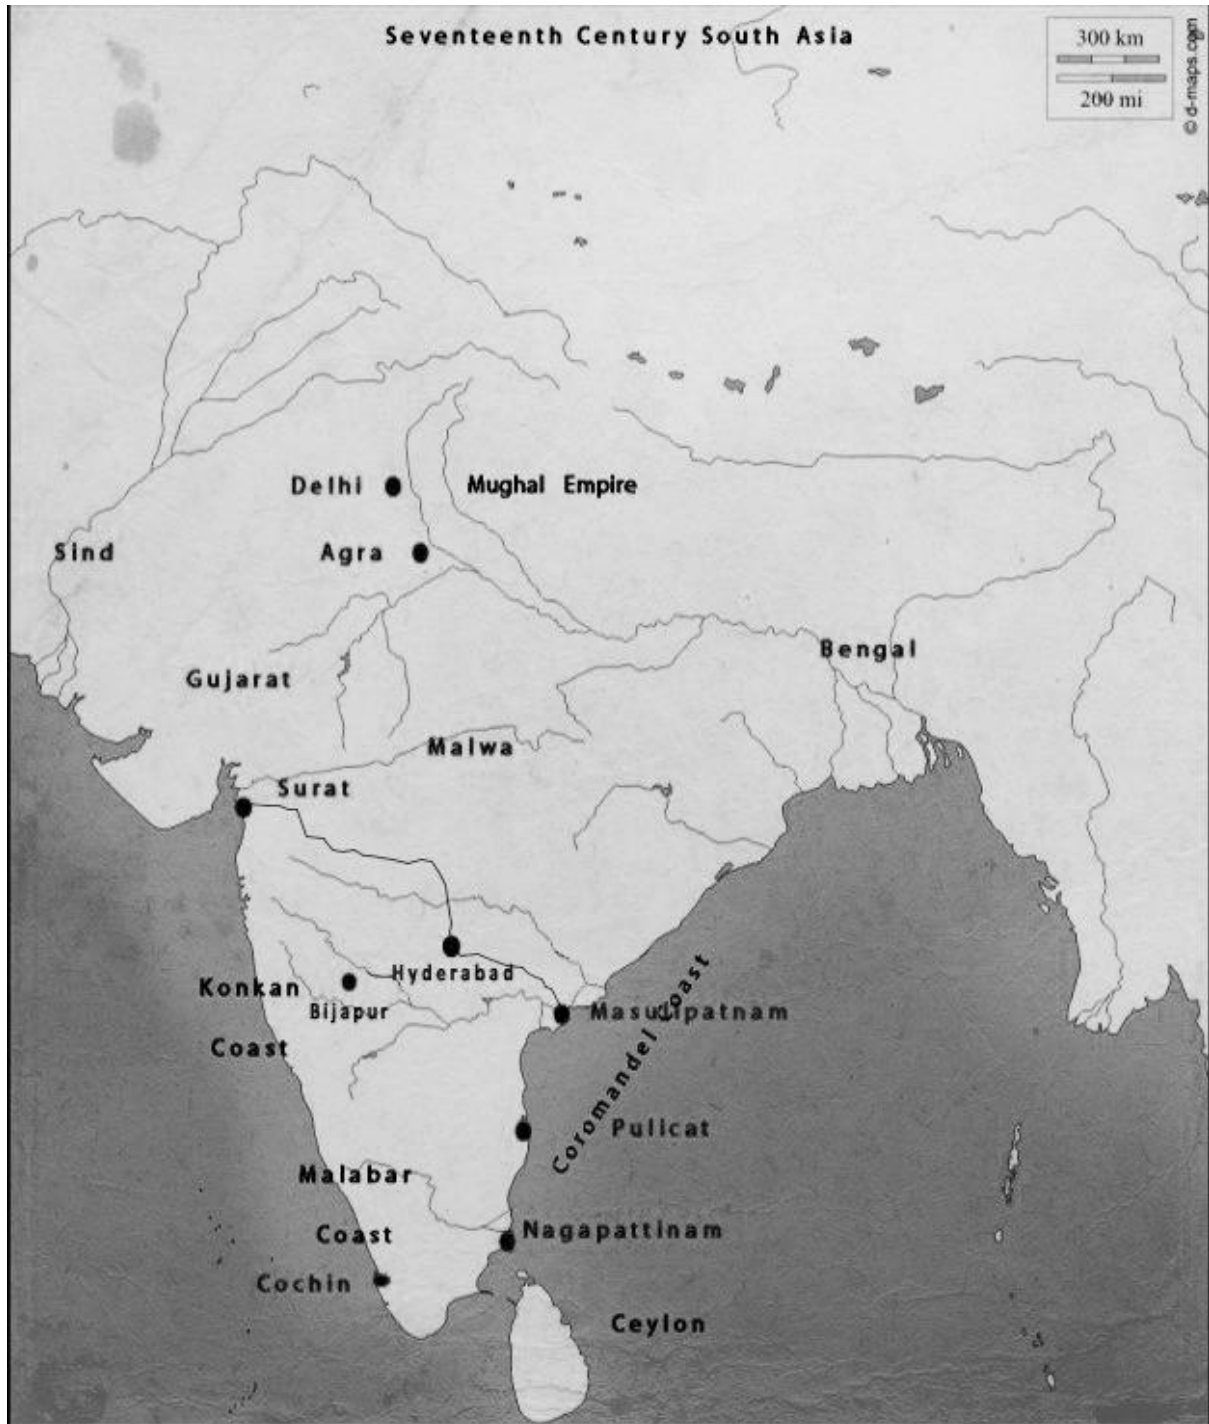 Seventeenth Century South Asia
300 km
200 mi
© d-maps.com
Delhi
Mughal Empire
Sind
Agra
Bengal
Gujarat
Malwa
Surat
Hyderabad
Konkan
Coast
Bijapur
Masulipatnam
Coromandel Coast
Pulicat
Malabar
Coast
Nagapattinam
Cochin
Ceylon